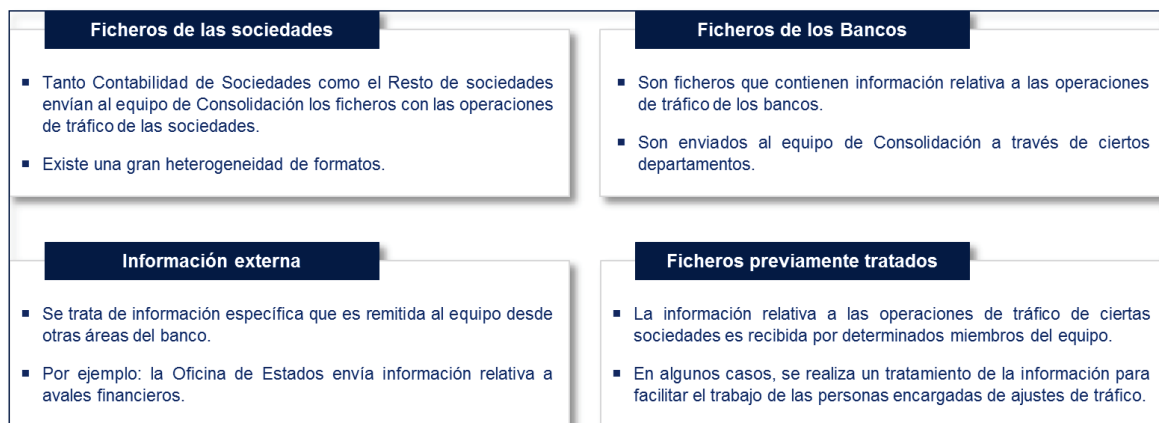 Ficheros de las sociedades
▪ Tanto Contabilidad de Sociedades como el Resto de sociedades
envían al equipo de Consolidación los ficheros con las operaciones
de tráfico de las sociedades.
▪ Existe una gran heterogeneidad de formatos.
Ficheros de los Bancos
▪ Son ficheros que contienen información relativa a las operaciones
de tráfico de los bancos.
▪ Son enviados al equipo de Consolidación a través de ciertos
departamentos.
Información externa
▪ Se trata de información específica que es remitida al equipo desde
otras áreas del banco.
▪ Por ejemplo: la Oficina de Estados envía información relativa a
avales financieros.
Ficheros previamente tratados
▪ La información relativa a las operaciones de tráfico de ciertas
sociedades es recibida por determinados miembros del equipo.
▪ En algunos casos, se realiza un tratamiento de la información para
facilitar el trabajo de las personas encargadas de ajustes de tráfico.